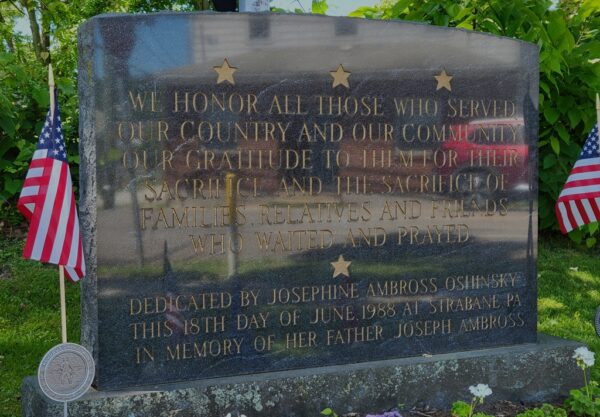 WE HONOR ALL THOSE WHO SERVED
OUR COUNTRY AND OUR COMMUNITY
OUR GRATITUDE TO THEM FOR THEIR
SACRIFICE AND THE SACRIFICE OF
FAMILIES RELATIVES AND FRIENDS
WHO WAITED AND PRAYED
DEDICATED BY JOSEPHINE AMBROSS OSHINSKY
THIS 18TH DAY OF JUNE 1988 AT STRABANE PA
IN MEMORY OF HER FATHER JOSEPH AMBROSS